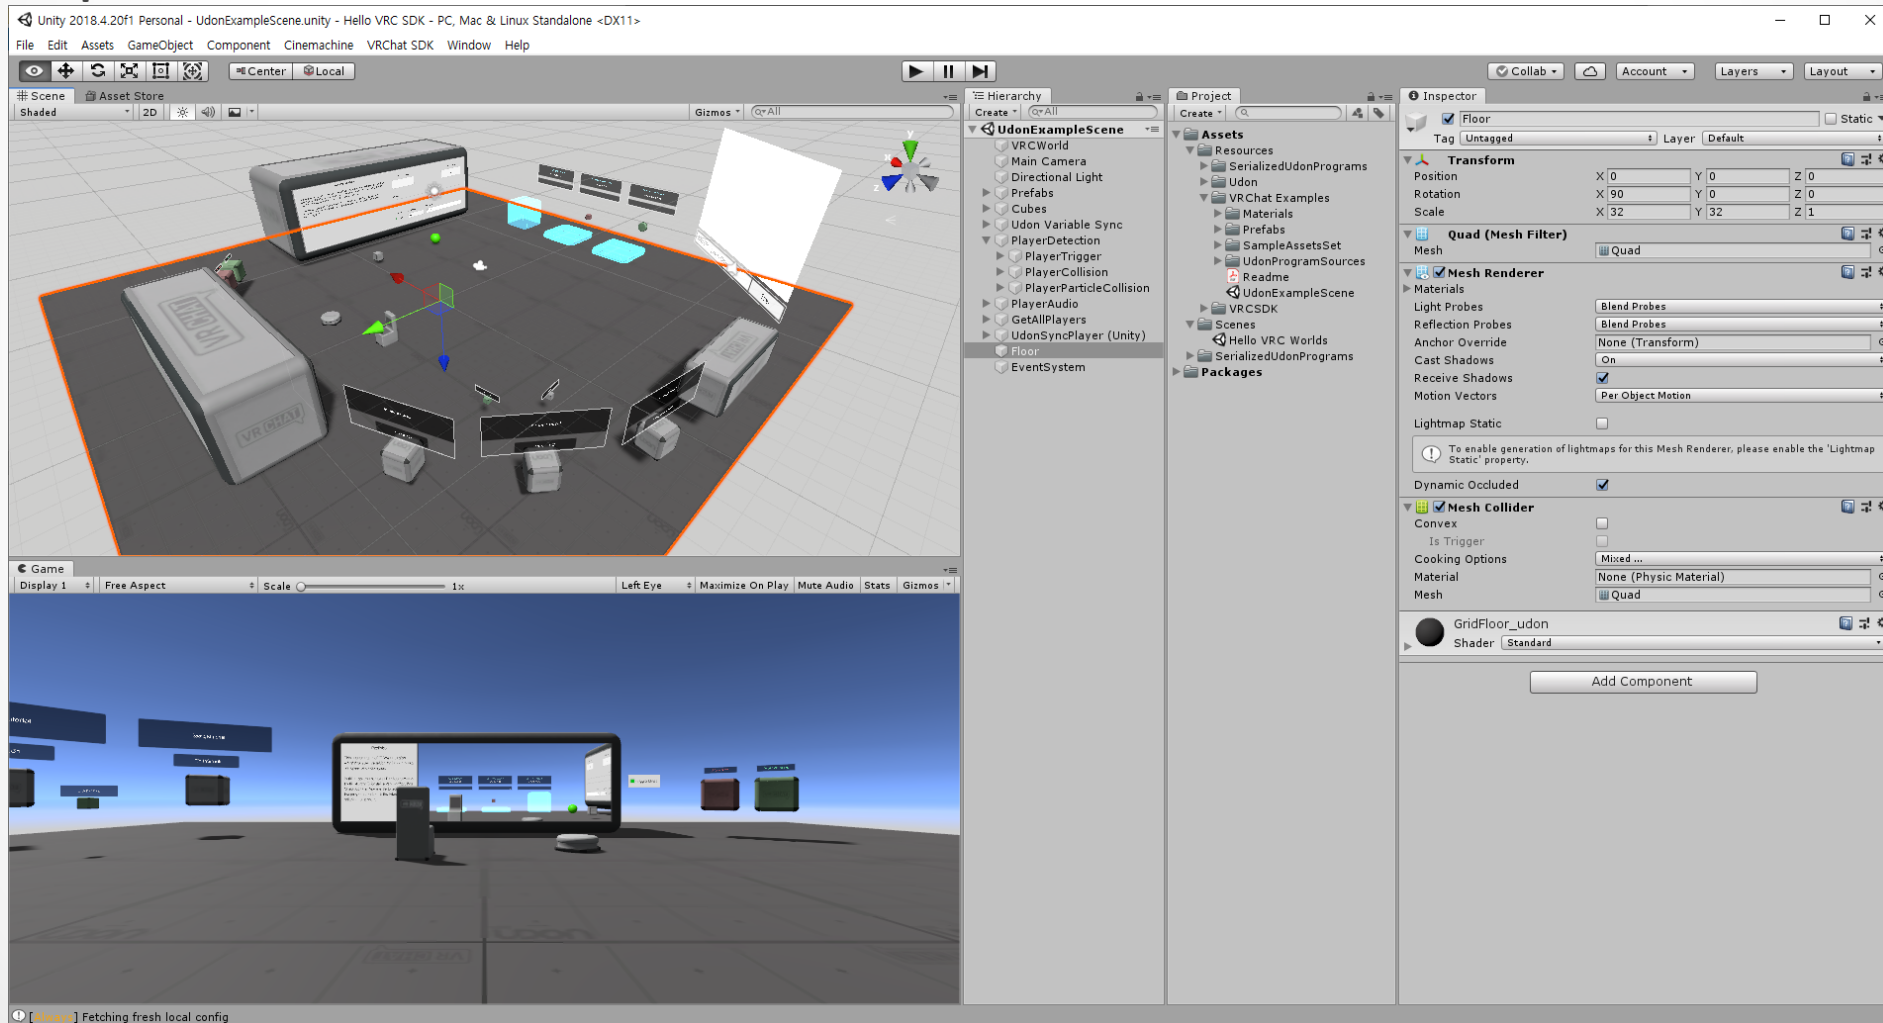 Unity 2018.4.20f1 Personal - UdonExampleScene.unity - Hello VRC SDK - PC, Mac & Linux Standalone <DX11>
File Edit Assets GameObject Component Cinemachine VRChat SDK Window Help
Center Local
Collab Account Layers Layout
Scene Asset Store
Shaded 2D Gizmos All
y
x
z
VRCHAT
VR CHAT
Game
Display 1 Free Aspect Scale 1x Left Eye Maximize On Play Mute Audio Stats Gizmos
udon
VRCHAT
Fetching fresh local config
Hierarchy
Create All
UdonExampleScene
VRCWorld
Main Camera
Directional Light
Prefabs
Cubes
Udon Variable Sync
PlayerDetection
PlayerTrigger
PlayerCollision
PlayerParticleCollision
PlayerAudio
GetAllPlayers
UdonSyncPlayer (Unity)
Floor
EventSystem
Project
Create
Assets
Resources
SerializedUdonPrograms
Udon
VRChat Examples
Materials
Prefabs
SampleAssetsSet
UdonProgramSources
Readme
UdonExampleScene
VRCSDK
Scenes
Hello VRC Worlds
SerializedUdonPrograms
Packages
Inspector
Floor Static
Tag Untagged Layer Default
Transform
Position X 0 Y 0 Z 0
Rotation X 90 Y 0 Z 0
Scale X 32 Y 32 Z 1
Quad (Mesh Filter)
Mesh Quad
Mesh Renderer
Materials
Light Probes Blend Probes
Reflection Probes Blend Probes
Anchor Override None (Transform)
Cast Shadows On
Receive Shadows
Motion Vectors Per Object Motion
Lightmap Static
To enable generation of lightmaps for this Mesh Renderer, please enable the 'Lightmap
Static' property.
Dynamic Occluded
Mesh Collider
Convex
Is Trigger
Cooking Options Mixed ...
Material None (Physic Material)
Mesh Quad
GridFloor_udon
Shader Standard
Add Component